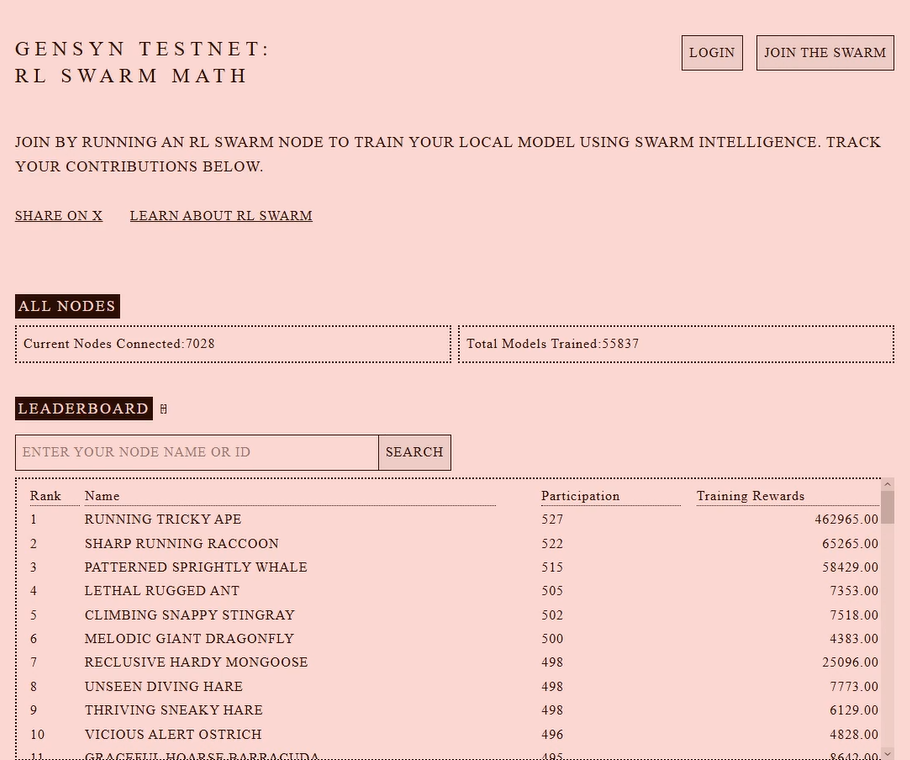 GENSYN TESTNET:
RL SWARM MATH
LOGIN
JOIN THE SWARM
JOIN BY RUNNING AN RL SWARM NODE TO TRAIN YOUR LOCAL MODEL USING SWARM INTELLIGENCE. TRACK
YOUR CONTRIBUTIONS BELOW.
SHARE ON X LEARN ABOUT RL SWARM
ALL NODES
Current Nodes Connected:7028 Total Models Trained:55837
LEADERBOARD
ENTER YOUR NODE NAME OR ID SEARCH
Rank Name Participation Training Rewards
1 RUNNING TRICKY APE 527 462965.00
2 SHARP RUNNING RACCOON 522 65265.00
3 PATTERNED SPRIGHTLY WHALE 515 58429.00
4 LETHAL RUGGED ANT 505 7353.00
5 CLIMBING SNAPPY STINGRAY 502 7518.00
6 MELODIC GIANT DRAGONFLY 500 4383.00
7 RECLUSIVE HARDY MONGOOSE 498 25096.00
8 UNSEEN DIVING HARE 498 7773.00
9 THRIVING SNEAKY HARE 498 6129.00
10 VICIOUS ALERT OSTRICH 496 4828.00
11 GRACEFUL HOARSE BARRACUDA 495 8642.00